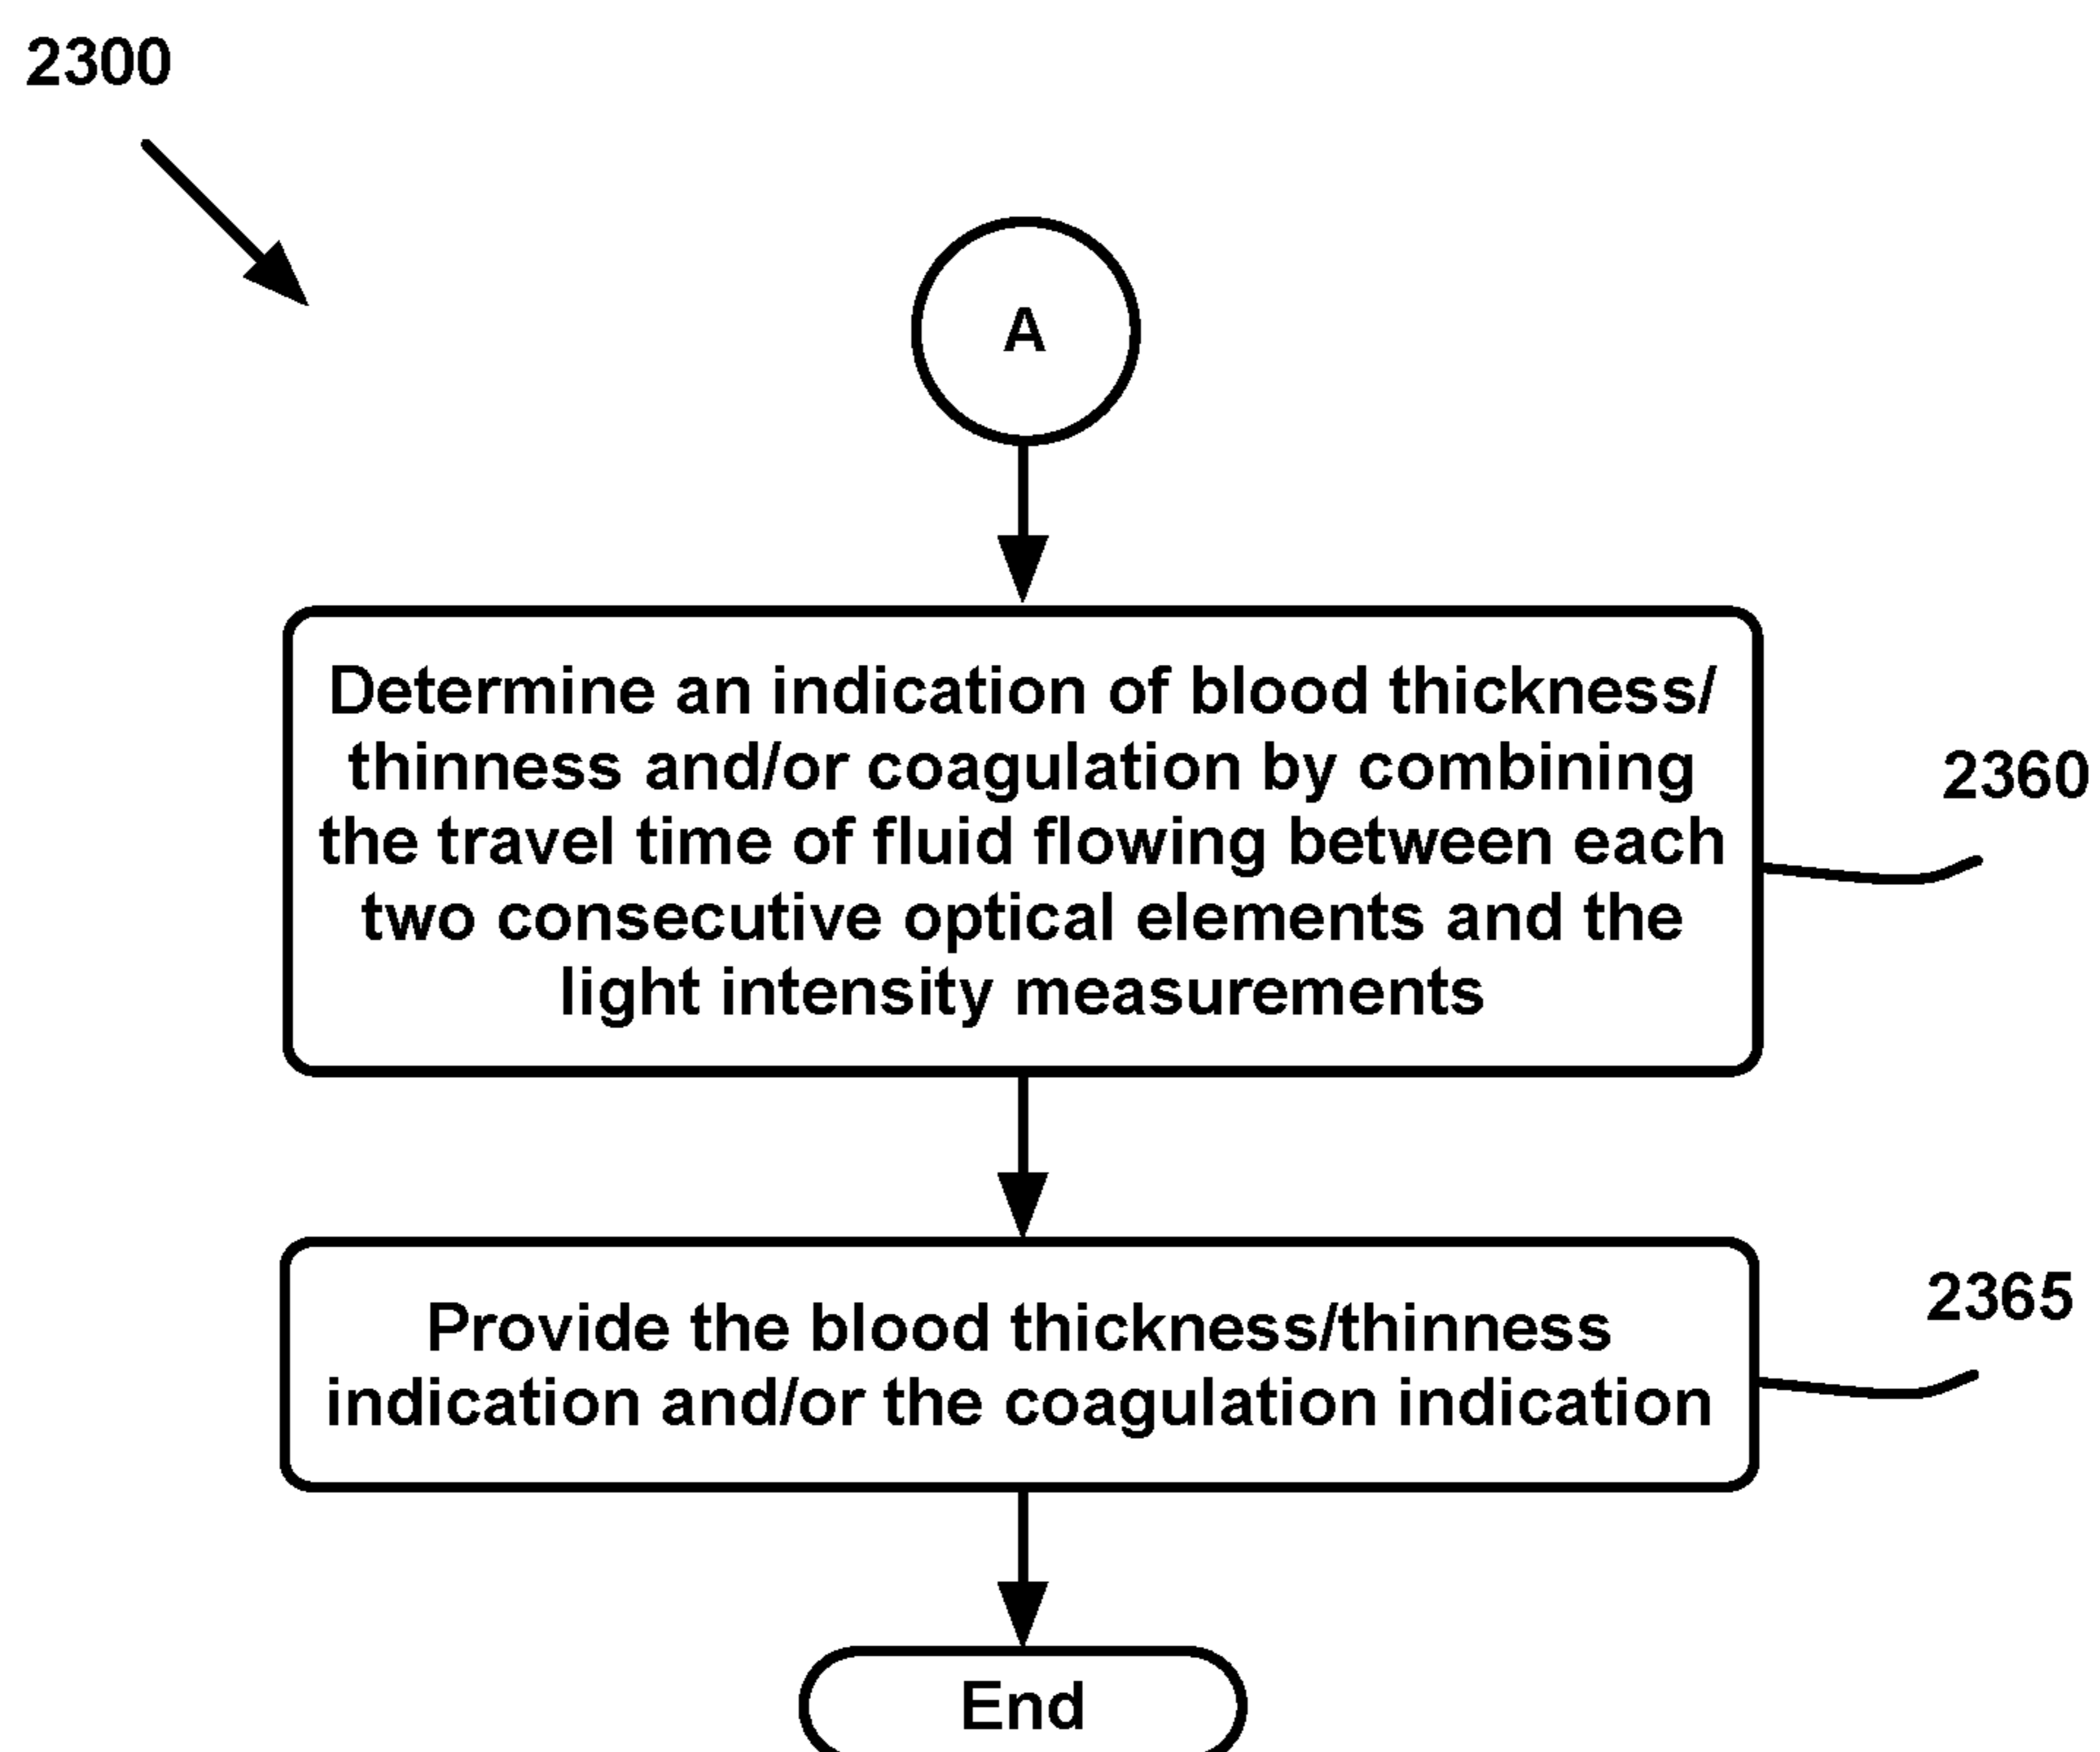 2300
A
Determine an indication of blood thickness/
thinness and/or coagulation by combining
the travel time of fluid flowing between each
two consecutive optical elements and the
light intensity measurements
2360
Provide the blood thickness/thinness
indication and/or the coagulation indication
2365
End